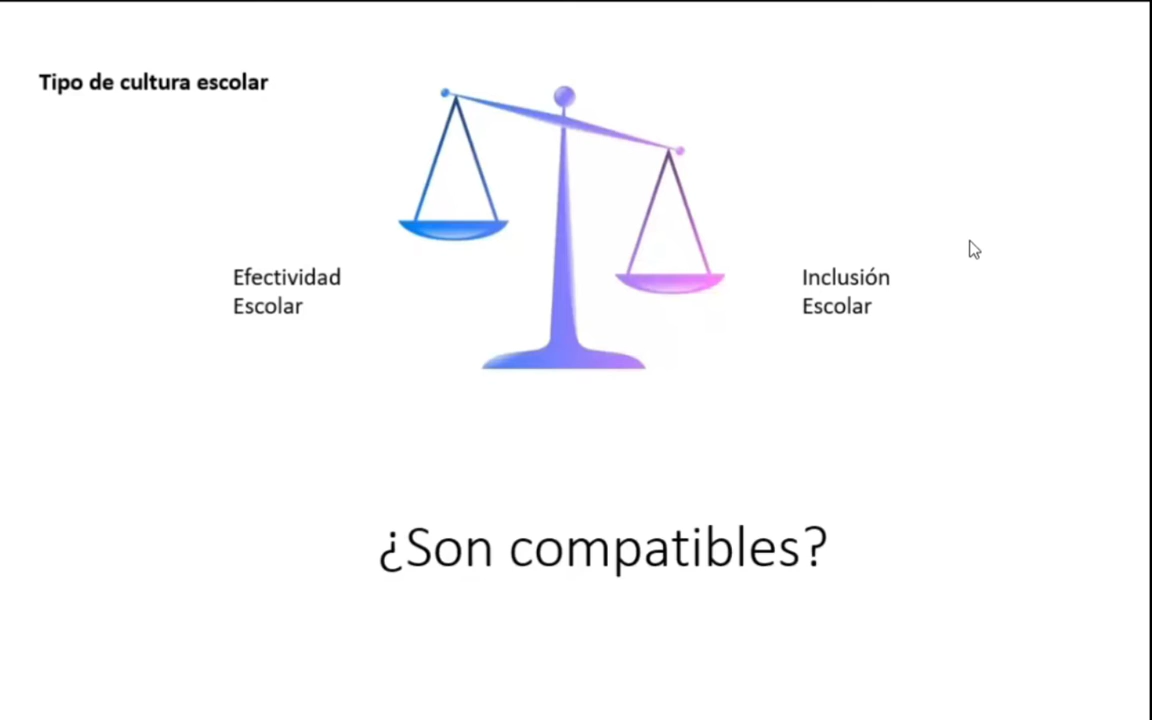 Tipo de cultura escolar
Efectividad
Escolar
Inclusión
Escolar
¿Son compatibles?